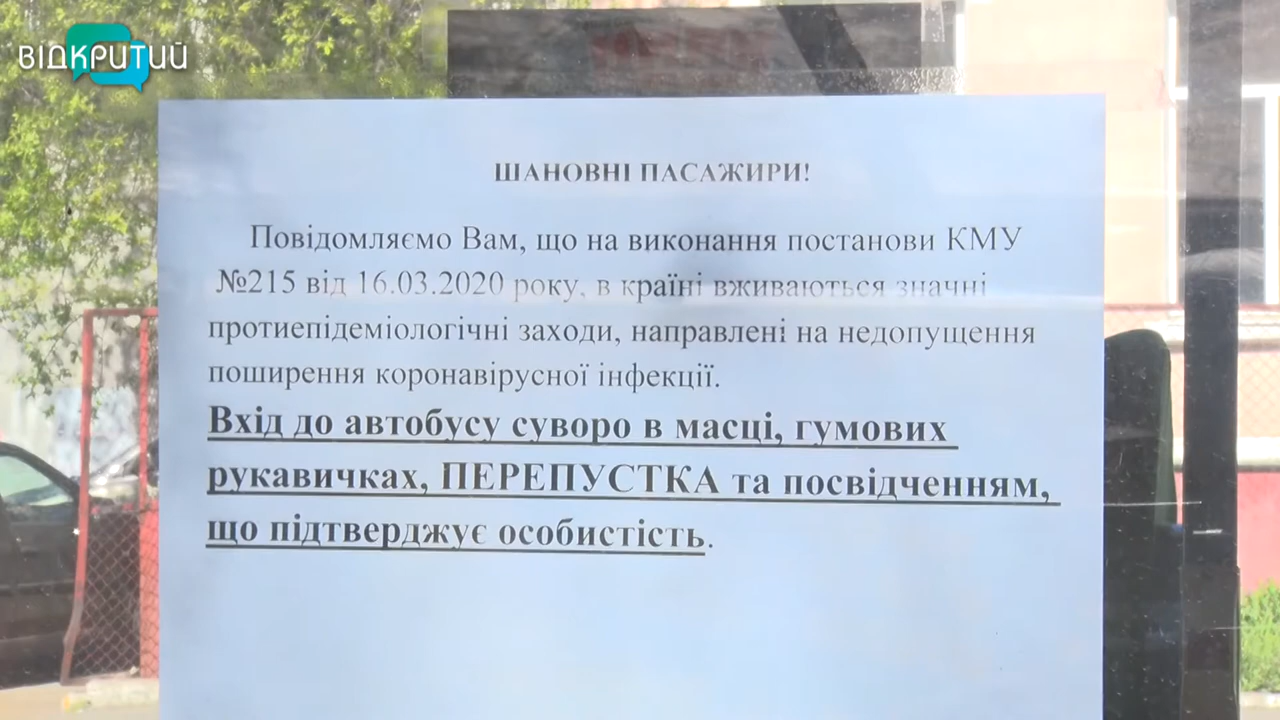 ВІДКРИТИЙ
ШАНОВНІ ПАСАЖИРИ!
Повідомляємо Вам, що на виконання постанови КМУ
№215 від 16.03.2020 року, в країні вживаються значні
протиепідеміологічні заходи, направлені на недопущення
поширення коронавірусної інфекції.
Вхід до автобусу суворо в масці, гумових
рукавичках, ПЕРЕПУСТКА та посвідченням,
що підтверджує особистість.